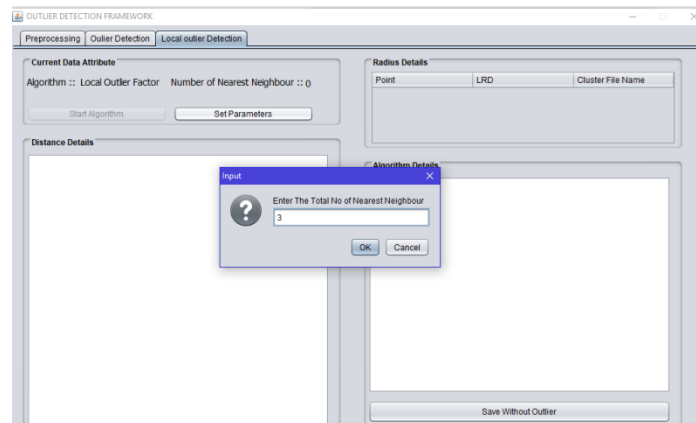 OUTLIER DETECTION FRAMEWORK
Preprocessing Oulier Detection Local outlier Detection
Current Data Attribute
Algorithm :: Local Outlier Factor Number of Nearest Neighbour :: 0
Start Algorithm Set Parameters
Distance Details
Radius Details
Point LRD Cluster File Name
Algorithm Details
Input
Enter The Total No of Nearest Neighbour
3
OK Cancel
Save Without Outlier